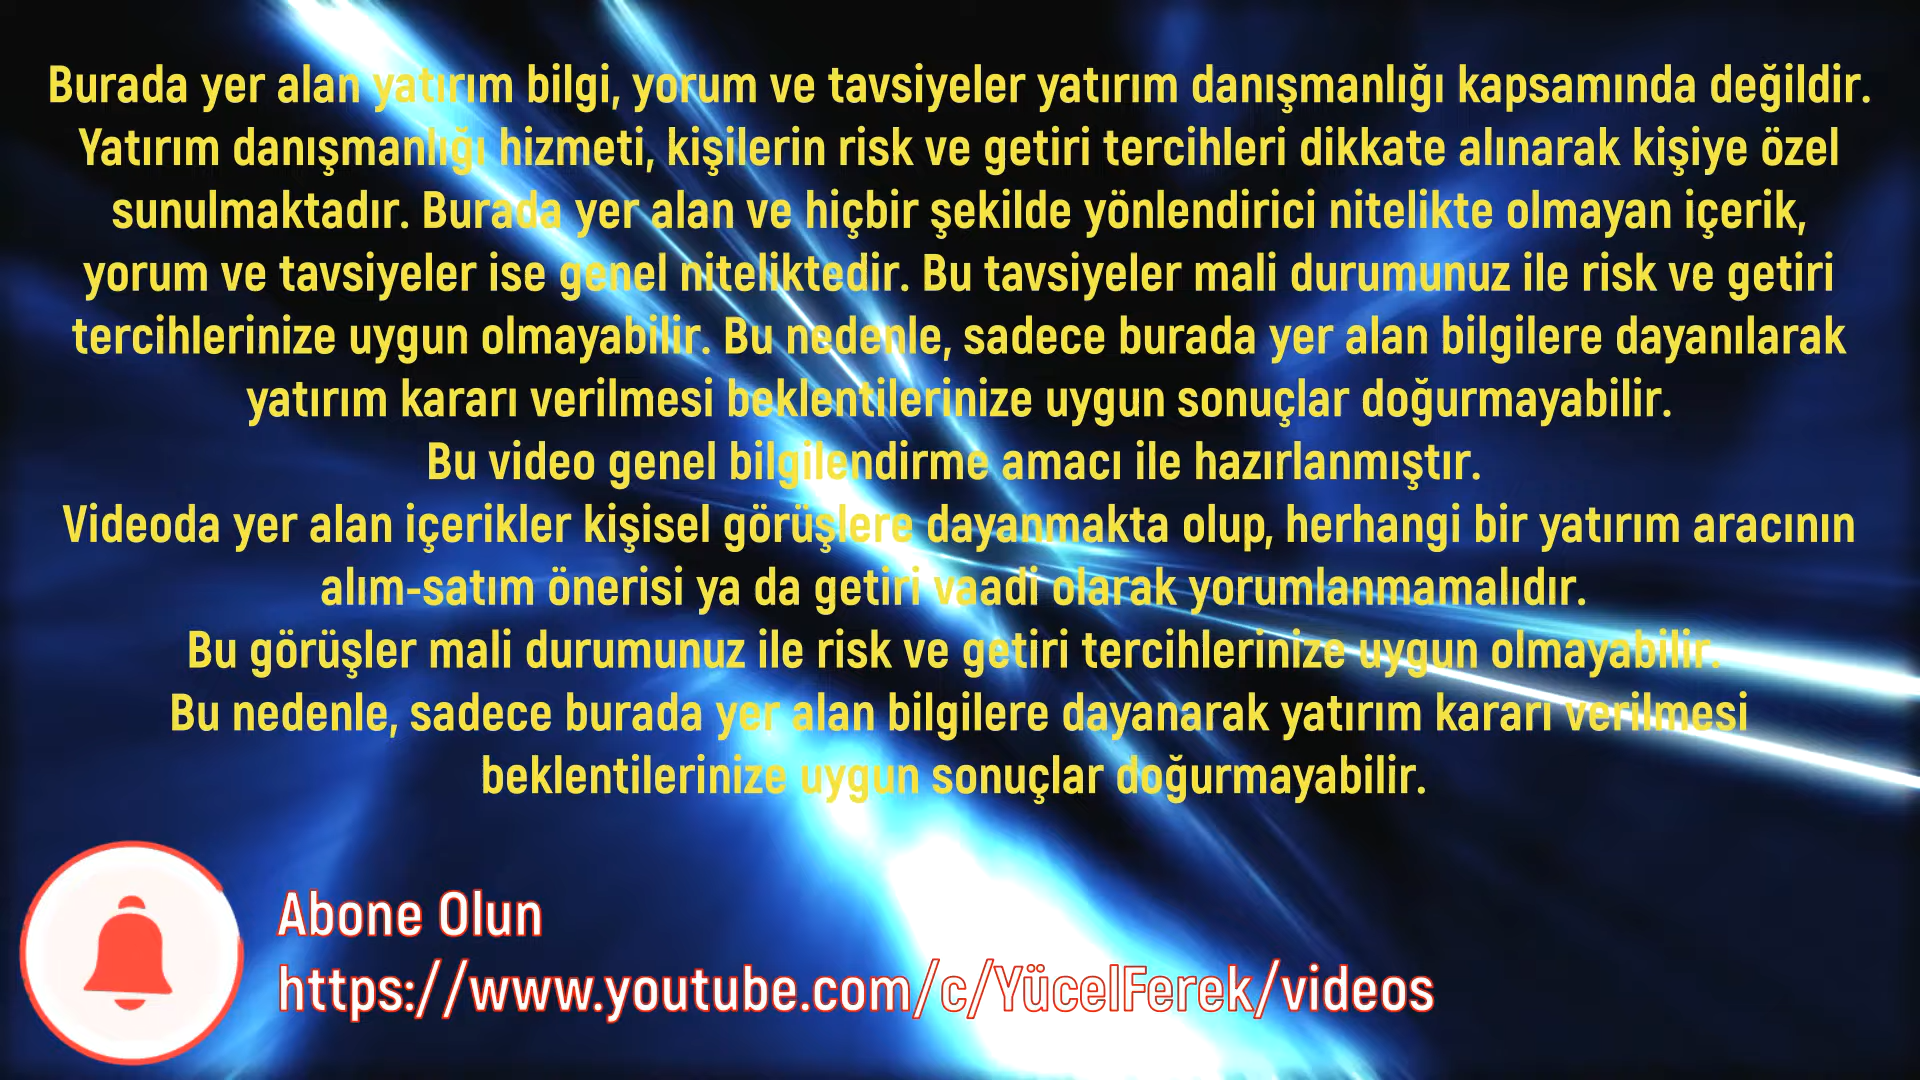 Burada yer alan yatırım bilgi, yorum ve tavsiyeler yatırım danışmanlığı kapsamında değildir.
Yatırım danışmanlığı hizmeti, kişilerin risk ve getiri tercihleri dikkate alınarak kişiye özel
sunulmaktadır. Burada yer alan ve hiçbir şekilde yönlendirici nitelikte olmayan içerik,
yorum ve tavsiyeler ise genel niteliktedir. Bu tavsiyeler mali durumunuz ile risk ve getiri
tercihlerinize uygun olmayabilir. Bu nedenle, sadece burada yer alan bilgilere dayanılarak
yatırım kararı verilmesi beklentilerinize uygun sonuçlar doğurmayabilir.
Bu video genel bilgilendirme amacı ile hazırlanmıştır.
Videoda yer alan içerikler kişisel görüşlere dayanmakta olup, herhangi bir yatırım aracının
alım-satım önerisi ya da getiri vaadi olarak yorumlanmamalıdır.
Bu görüşler mali durumunuz ile risk ve getiri tercihlerinize uygun olmayabilir.
Bu nedenle, sadece burada yer alan bilgilere dayanarak yatırım kararı verilmesi
beklentilerinize uygun sonuçlar doğurmayabilir.
Abone Olun
https://www.youtube.com/c/YücelFerek/videos